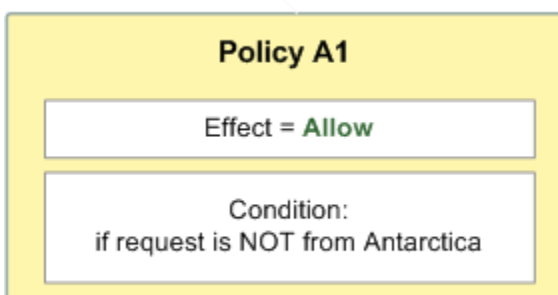 Policy A1
Effect = Allow
Condition:
if request is NOT from Antarctica